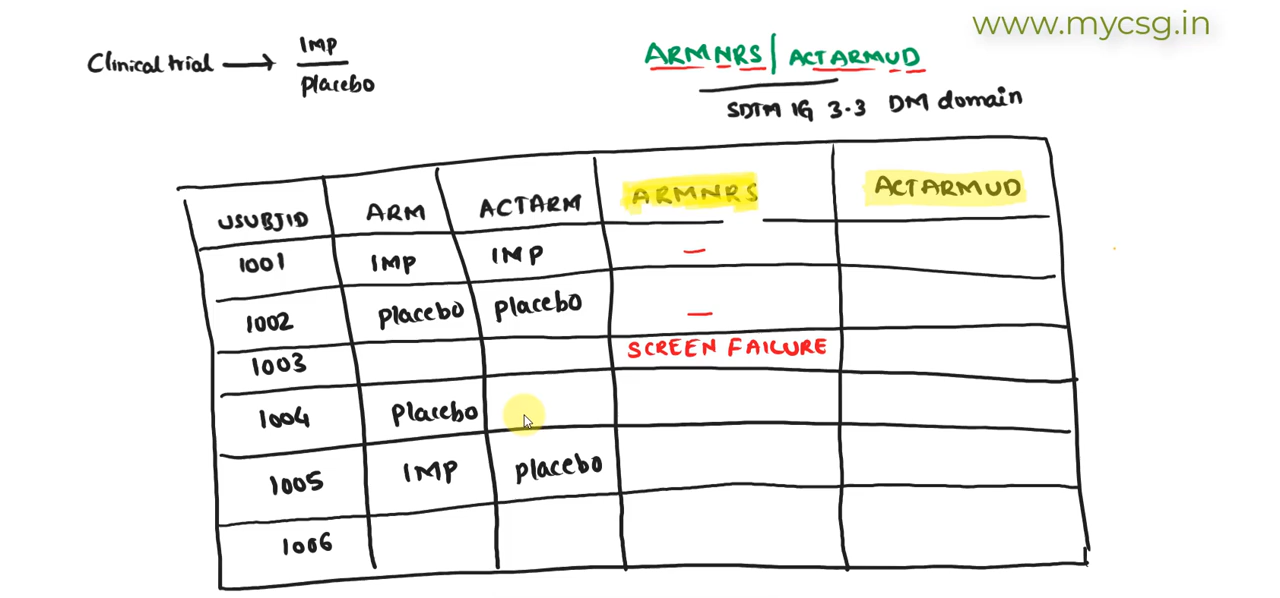 www.mycsg.in
Clinical trial → IMP
Placebo
ARMNRS | ACTARMUD
SDTM IG 3.3 DM domain
USUBJID ARM ACTARM ARMNRS ACTARMUD
1001 IMP IMP –
1002 Placebo Placebo –
1003 SCREEN FAILURE
1004 Placebo
1005 IMP Placebo
1006